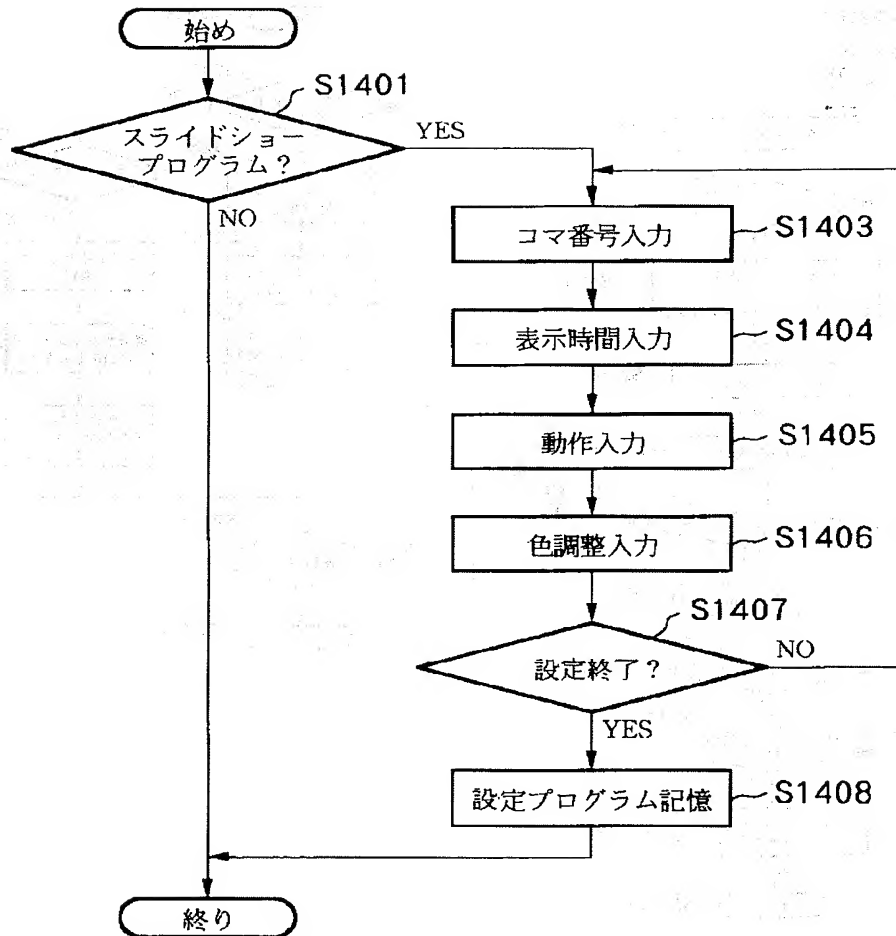 始め
S1401
スライドショー
プログラム?
YES
NO
コマ番号入力
S1403
表示時間入力
S1404
動作入力
S1405
色調整入力
S1406
S1407
設定終了?
NO
YES
設定プログラム記憶
S1408
終り